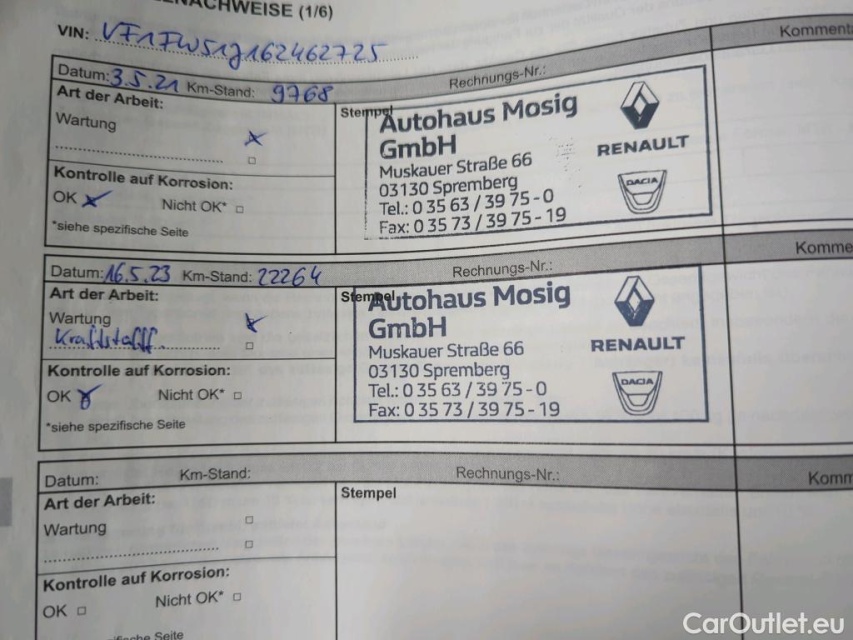 NACHWEISE (1/6)
VIN: VF1FW51J162462725
Datum: 3.5.21 Km-Stand: 9768 Rechnungs-Nr.:
Art der Arbeit:
Wartung
Kontrolle auf Korrosion:
OK Nicht OK*
*siehe spezifische Seite
Stempel
Autohaus Mosig
GmbH
Muskauer Straße 66
03130 Spremberg
Tel.: 0 35 63 / 39 75 - 0
Fax: 0 35 73 / 39 75 - 19
RENAULT
DACIA
Datum: 16.5.23 Km-Stand: 22264 Rechnungs-Nr.:
Art der Arbeit:
Wartung
Kraftstofff.
Kontrolle auf Korrosion:
OK Nicht OK*
*siehe spezifische Seite
Stempel
Autohaus Mosig
GmbH
Muskauer Straße 66
03130 Spremberg
Tel.: 0 35 63 / 39 75 - 0
Fax: 0 35 73 / 39 75 - 19
RENAULT
DACIA
Datum: Km-Stand: Rechnungs-Nr.:
Art der Arbeit:
Wartung
Kontrolle auf Korrosion:
OK Nicht OK*
Seite
Stempel
CarOutlet.eu